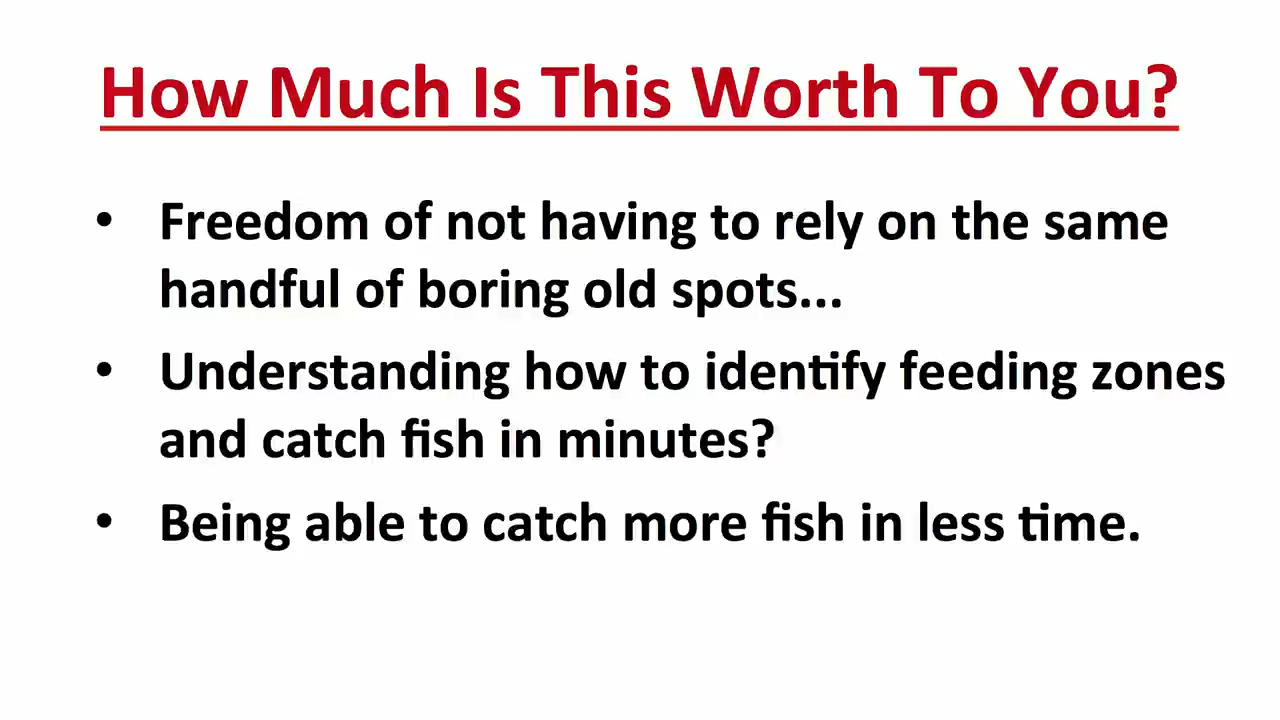 How Much Is This Worth To You?
• Freedom of not having to rely on the same
handful of boring old spots...
• Understanding how to identify feeding zones
and catch fish in minutes?
• Being able to catch more fish in less time.